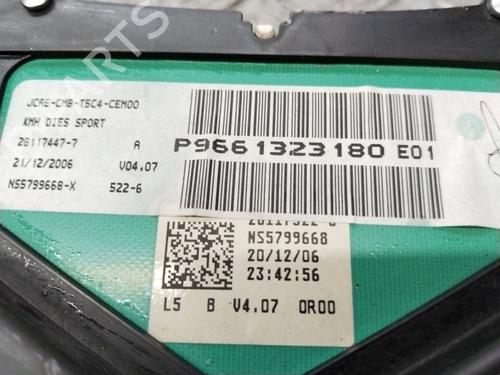 JCAE-CMB-TSC4-CEM00
KMH DIES SPORT
28117447-7 A
21/12/2006 V04.07
NS5799668-X 522-6
P9661323180 E01
NS5799668
20/12/06
23:42:56
L5 B V4.07 0R00
B-PARTS